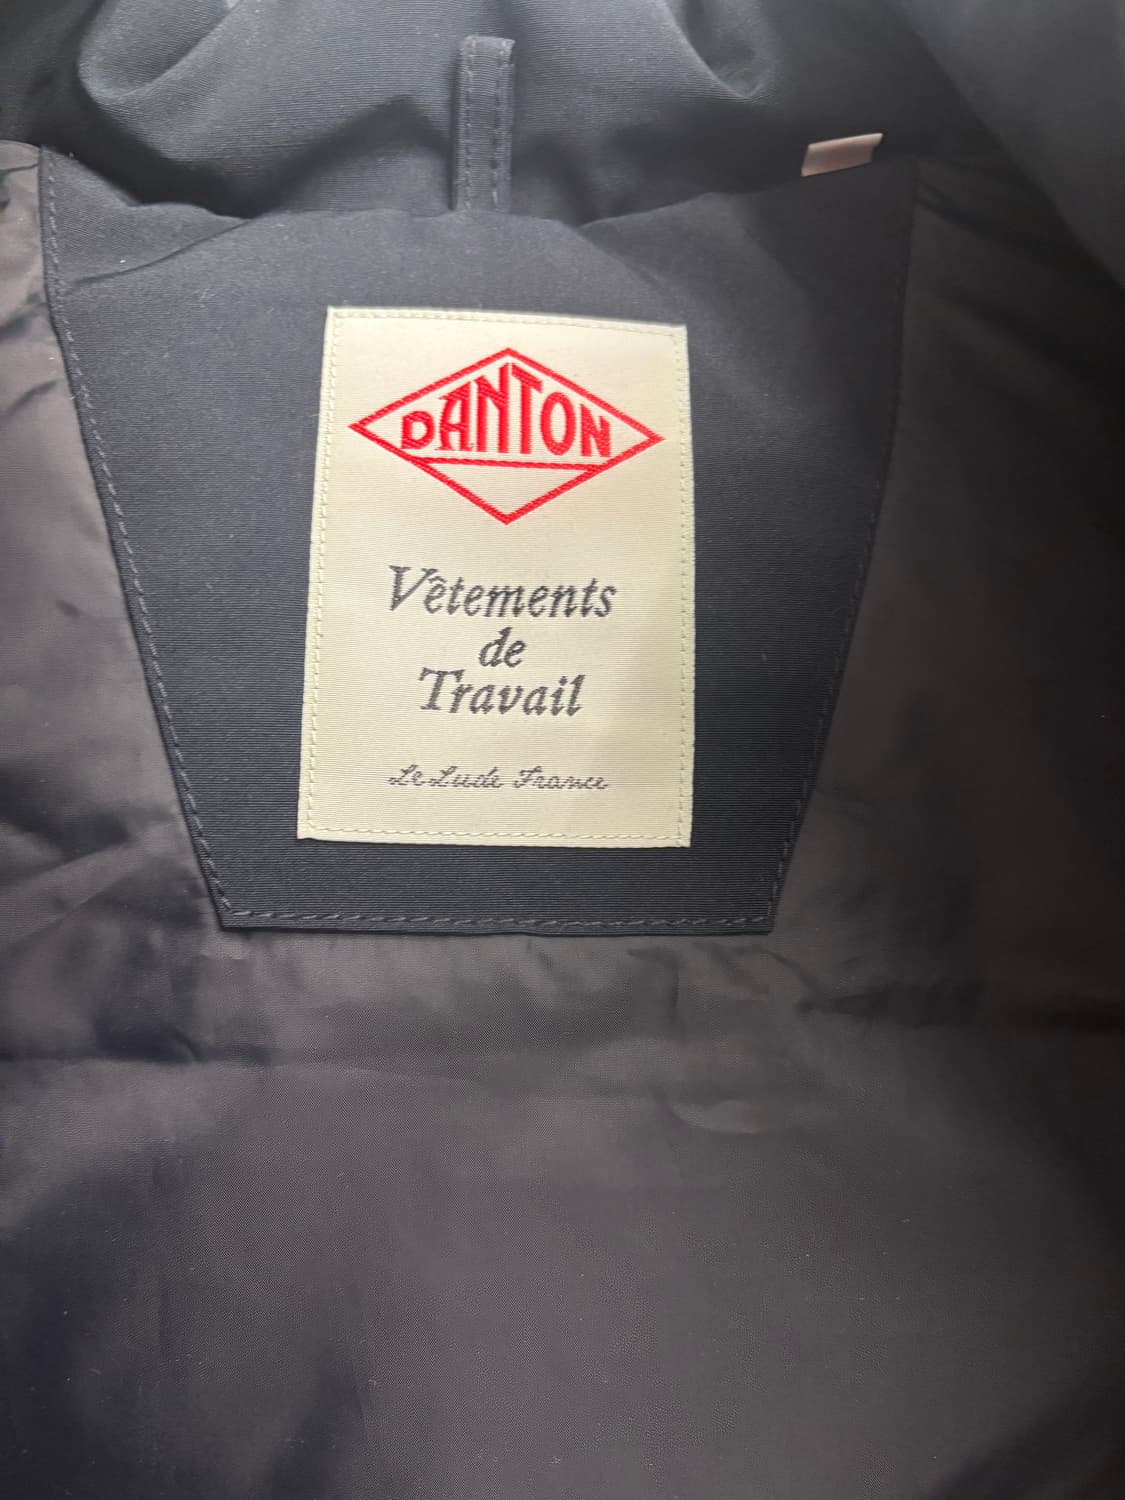 DANTON
Vêtements
de
Travail
Le Lude France